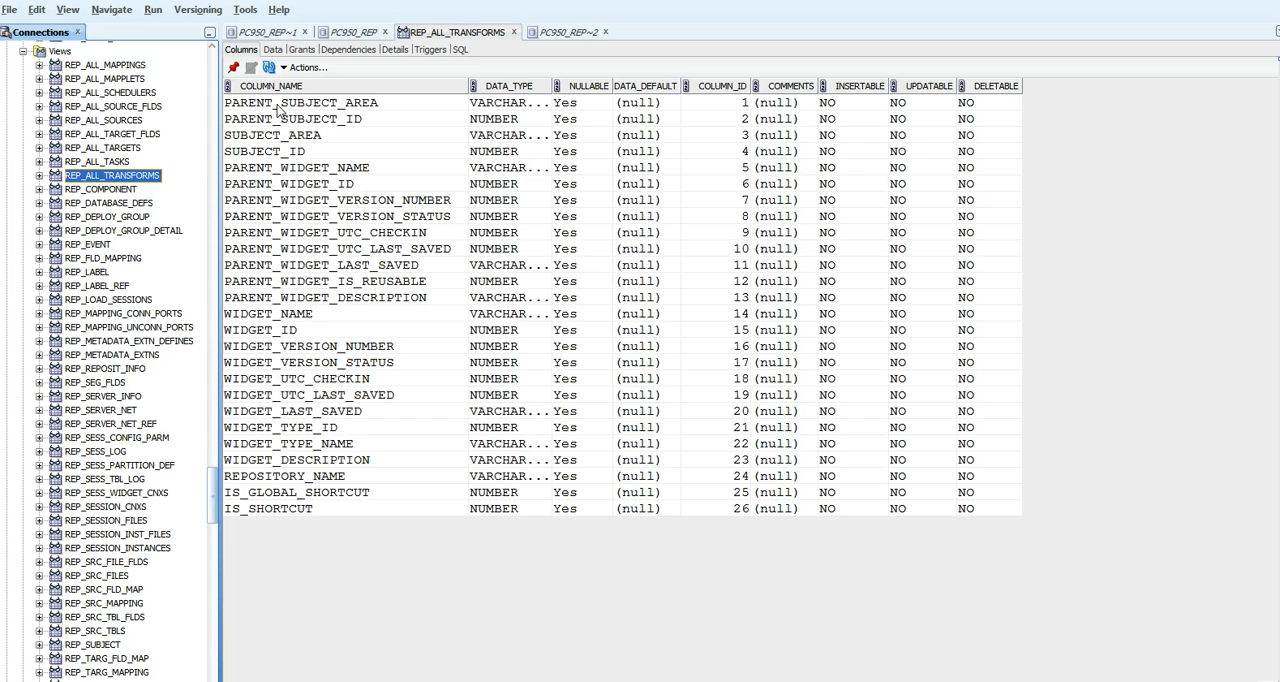 File Edit View Navigate Run Versioning Tools Help
Connections x
PC950_REP~1 x PC950_REP x REP_ALL_TRANSFORMS x PC950_REP~2 x
Views
REP_ALL_MAPPINGS
REP_ALL_MAPPLETS
REP_ALL_SCHEDULERS
REP_ALL_SOURCE_FLDS
REP_ALL_SOURCES
REP_ALL_TARGET_FLDS
REP_ALL_TARGETS
REP_ALL_TASKS
REP_ALL_TRANSFORMS
REP_COMPONENT
REP_DATABASE_DEFS
REP_DEPLOY_GROUP
REP_DEPLOY_GROUP_DETAIL
REP_EVENT
REP_FLD_MAPPING
REP_LABEL
REP_LABEL_REF
REP_LOAD_SESSIONS
REP_MAPPING_CONN_PORTS
REP_MAPPING_UNCONN_PORTS
REP_METADATA_EXTN_DEFINES
REP_METADATA_EXTNS
REP_REPOSIT_INFO
REP_SEG_FLDS
REP_SERVER_INFO
REP_SERVER_NET
REP_SERVER_NET_REF
REP_SESS_CONFIG_PARM
REP_SESS_LOG
REP_SESS_PARTITION_DEF
REP_SESS_TBL_LOG
REP_SESS_WIDGET_CNXS
REP_SESSION_CNXS
REP_SESSION_FILES
REP_SESSION_INST_FILES
REP_SESSION_INSTANCES
REP_SRC_FILE_FLDS
REP_SRC_FILES
REP_SRC_FLD_MAP
REP_SRC_MAPPING
REP_SRC_TBL_FLDS
REP_SRC_TBLS
REP_SUBJECT
REP_TARG_FLD_MAP
REP_TARG_MAPPING
Columns Data Grants Dependencies Details Triggers SQL
Actions...
COLUMN_NAME DATA_TYPE NULLABLE DATA_DEFAULT COLUMN_ID COMMENTS INSERTABLE UPDATABLE DELETABLE
PARENT_SUBJECT_AREA VARCHAR... Yes (null) 1 (null) NO NO NO
PARENT_SUBJECT_ID NUMBER Yes (null) 2 (null) NO NO NO
SUBJECT_AREA VARCHAR... Yes (null) 3 (null) NO NO NO
SUBJECT_ID NUMBER Yes (null) 4 (null) NO NO NO
PARENT_WIDGET_NAME VARCHAR... Yes (null) 5 (null) NO NO NO
PARENT_WIDGET_ID NUMBER Yes (null) 6 (null) NO NO NO
PARENT_WIDGET_VERSION_NUMBER NUMBER Yes (null) 7 (null) NO NO NO
PARENT_WIDGET_VERSION_STATUS NUMBER Yes (null) 8 (null) NO NO NO
PARENT_WIDGET_UTC_CHECKIN NUMBER Yes (null) 9 (null) NO NO NO
PARENT_WIDGET_UTC_LAST_SAVED NUMBER Yes (null) 10 (null) NO NO NO
PARENT_WIDGET_LAST_SAVED VARCHAR... Yes (null) 11 (null) NO NO NO
PARENT_WIDGET_IS_REUSABLE NUMBER Yes (null) 12 (null) NO NO NO
PARENT_WIDGET_DESCRIPTION VARCHAR... Yes (null) 13 (null) NO NO NO
WIDGET_NAME VARCHAR... Yes (null) 14 (null) NO NO NO
WIDGET_ID NUMBER Yes (null) 15 (null) NO NO NO
WIDGET_VERSION_NUMBER NUMBER Yes (null) 16 (null) NO NO NO
WIDGET_VERSION_STATUS NUMBER Yes (null) 17 (null) NO NO NO
WIDGET_UTC_CHECKIN NUMBER Yes (null) 18 (null) NO NO NO
WIDGET_UTC_LAST_SAVED NUMBER Yes (null) 19 (null) NO NO NO
WIDGET_LAST_SAVED VARCHAR... Yes (null) 20 (null) NO NO NO
WIDGET_TYPE_ID NUMBER Yes (null) 21 (null) NO NO NO
WIDGET_TYPE_NAME VARCHAR... Yes (null) 22 (null) NO NO NO
WIDGET_DESCRIPTION VARCHAR... Yes (null) 23 (null) NO NO NO
REPOSITORY_NAME VARCHAR... Yes (null) 24 (null) NO NO NO
IS_GLOBAL_SHORTCUT NUMBER Yes (null) 25 (null) NO NO NO
IS_SHORTCUT NUMBER Yes (null) 26 (null) NO NO NO